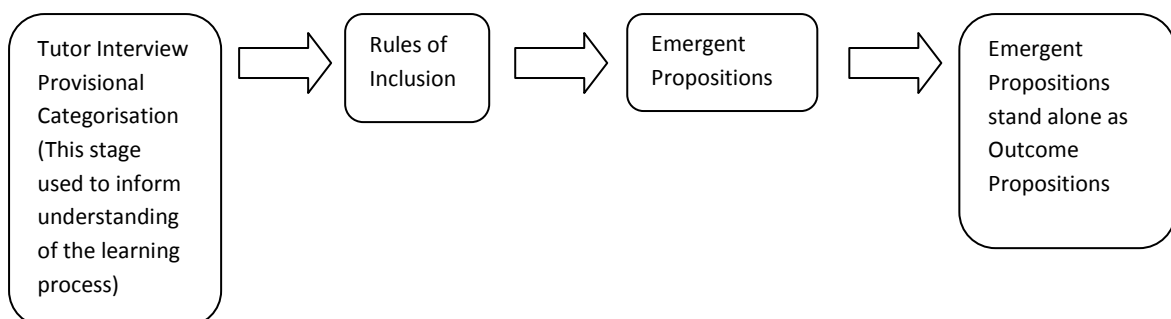 Tutor Interview
Provisional
Categorisation
(This stage
used to inform
understanding
of the learning
process)
Rules of
Inclusion
Emergent
Propositions
Emergent
Propositions
stand alone as
Outcome
Propositions